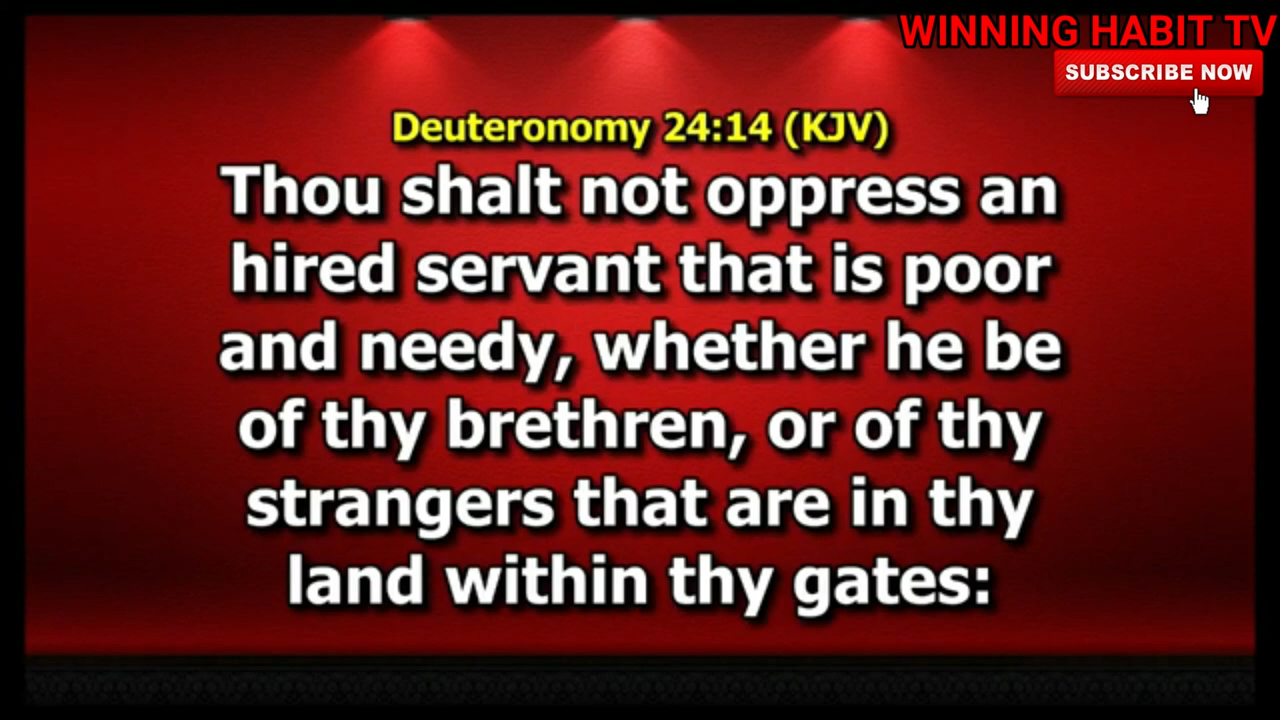 WINNING HABIT TV
SUBSCRIBE NOW
Deuteronomy 24:14 (KJV)
Thou shalt not oppress an
hired servant that is poor
and needy, whether he be
of thy brethren, or of thy
strangers that are in thy
land within thy gates: